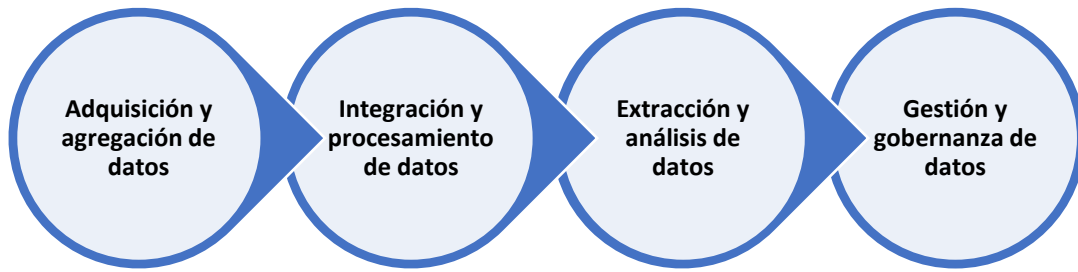 Adquisición y
agregación de
datos
Integración y
procesamiento
de datos
Extracción y
análisis de
datos
Gestión y
gobernanza de
datos